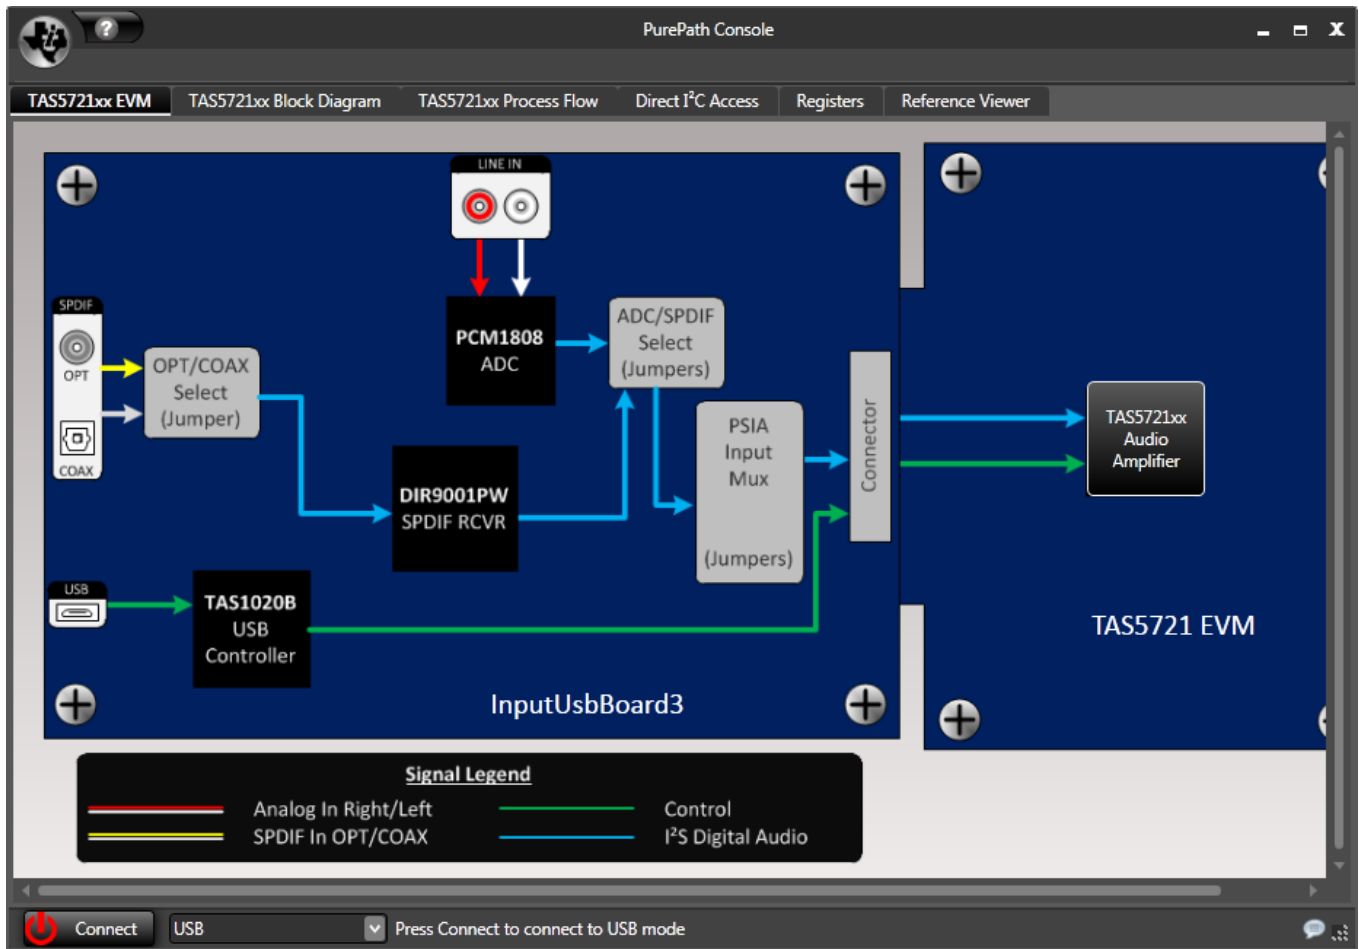 ?
PurePath Console
TAS5721xx EVM
TAS5721xx Block Diagram
TAS5721xx Process Flow
Direct I²C Access
Registers
Reference Viewer
LINE IN
SPDIF
OPT
COAX
OPT/COAX
Select
(Jumper)
PCM1808
ADC
ADC/SPDIF
Select
(Jumpers)
DIR9001PW
SPDIF RCVR
PSIA
Input
Mux
(Jumpers)
Connector
TAS5721xx
Audio
Amplifier
USB
TAS1020B
USB
Controller
InputUsbBoard3
TAS5721 EVM
Signal Legend
Analog In Right/Left
Control
SPDIF In OPT/COAX
I²S Digital Audio
Connect
USB
Press Connect to connect to USB mode